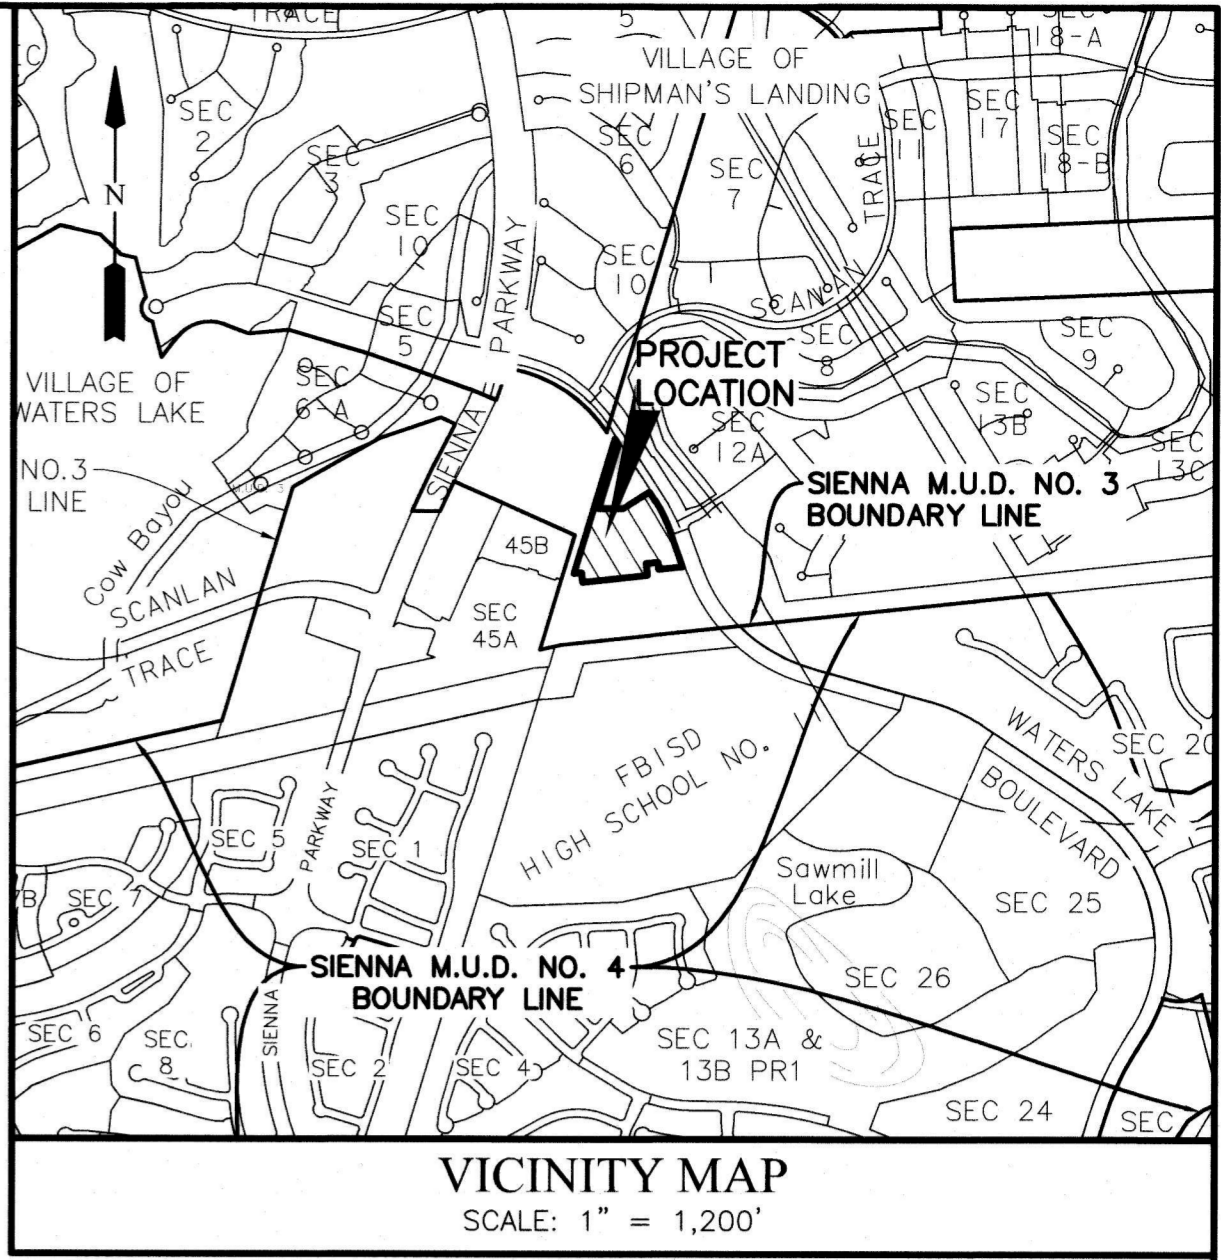 TRACE
5
SEC
18-A
VILLAGE OF
SHIPMAN'S LANDING
SEC
2
SEC
3
SEC
6
SEC
7
TRACE
SEC
11
SEC
17
SEC
18-B
N
SEC
10
PARKWAY
SEC
10
SCANLAN
SEC
5
SEC
8
SEC
9
PROJECT
LOCATION
VILLAGE OF
WATERS LAKE
SEC
6-A
SIENNA
SEC
12A
SEC
13B
SEC
13C
NO.3
LINE
SIENNA M.U.D. NO. 3
BOUNDARY LINE
Cow Bayou
45B
SCANLAN
TRACE
SEC
45A
FBISD
HIGH SCHOOL NO.
WATERS LAKE
BOULEVARD
SEC 20
PARKWAY
SEC 5
SEC 1
7B
SEC 7
Sawmill
Lake
SEC 25
SIENNA M.U.D. NO. 4
BOUNDARY LINE
SEC 26
SEC 6
SEC
8
SIENNA
SEC 2
SEC 4
SEC 13A &
13B PR1
SEC 24
SEC
VICINITY MAP
SCALE: 1" = 1,200'